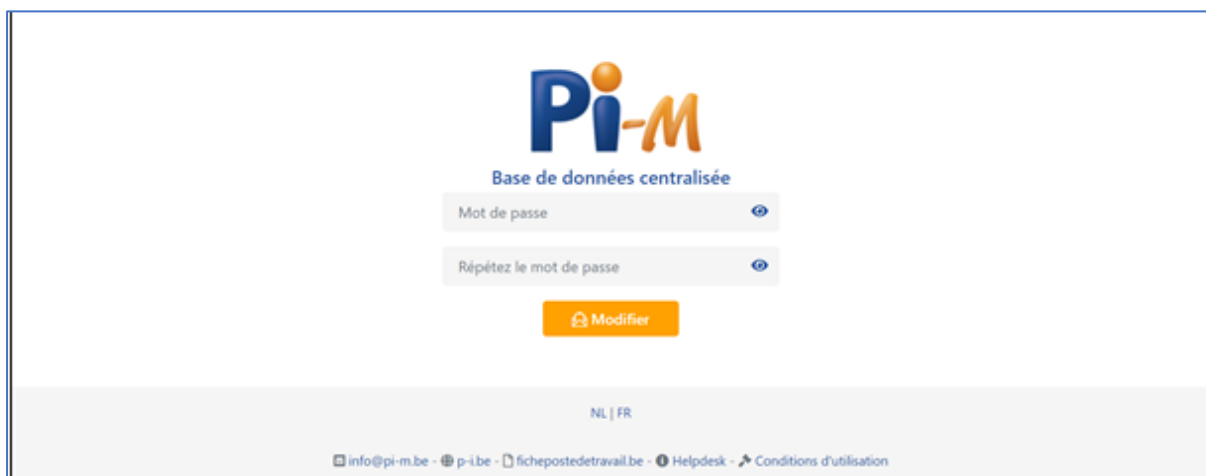 Pi-M
Base de données centralisée
Mot de passe
Répétez le mot de passe
Modifier
NL | FR
info@pi-m.be - p-i.be - fichepostedetravail.be - Helpdesk - Conditions d'utilisation